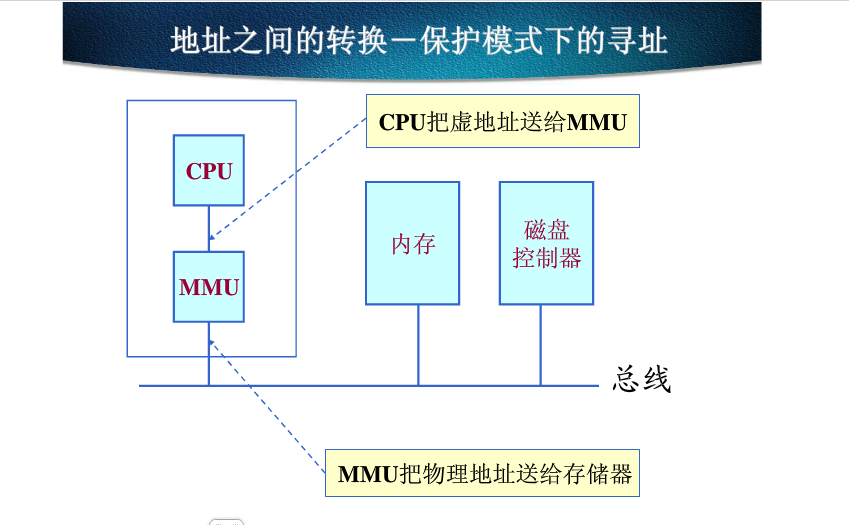 地址之间的转换－保护模式下的寻址
CPU把虚地址送给MMU
CPU
内存
磁盘
控制器
MMU
总线
MMU把物理地址送给存储器